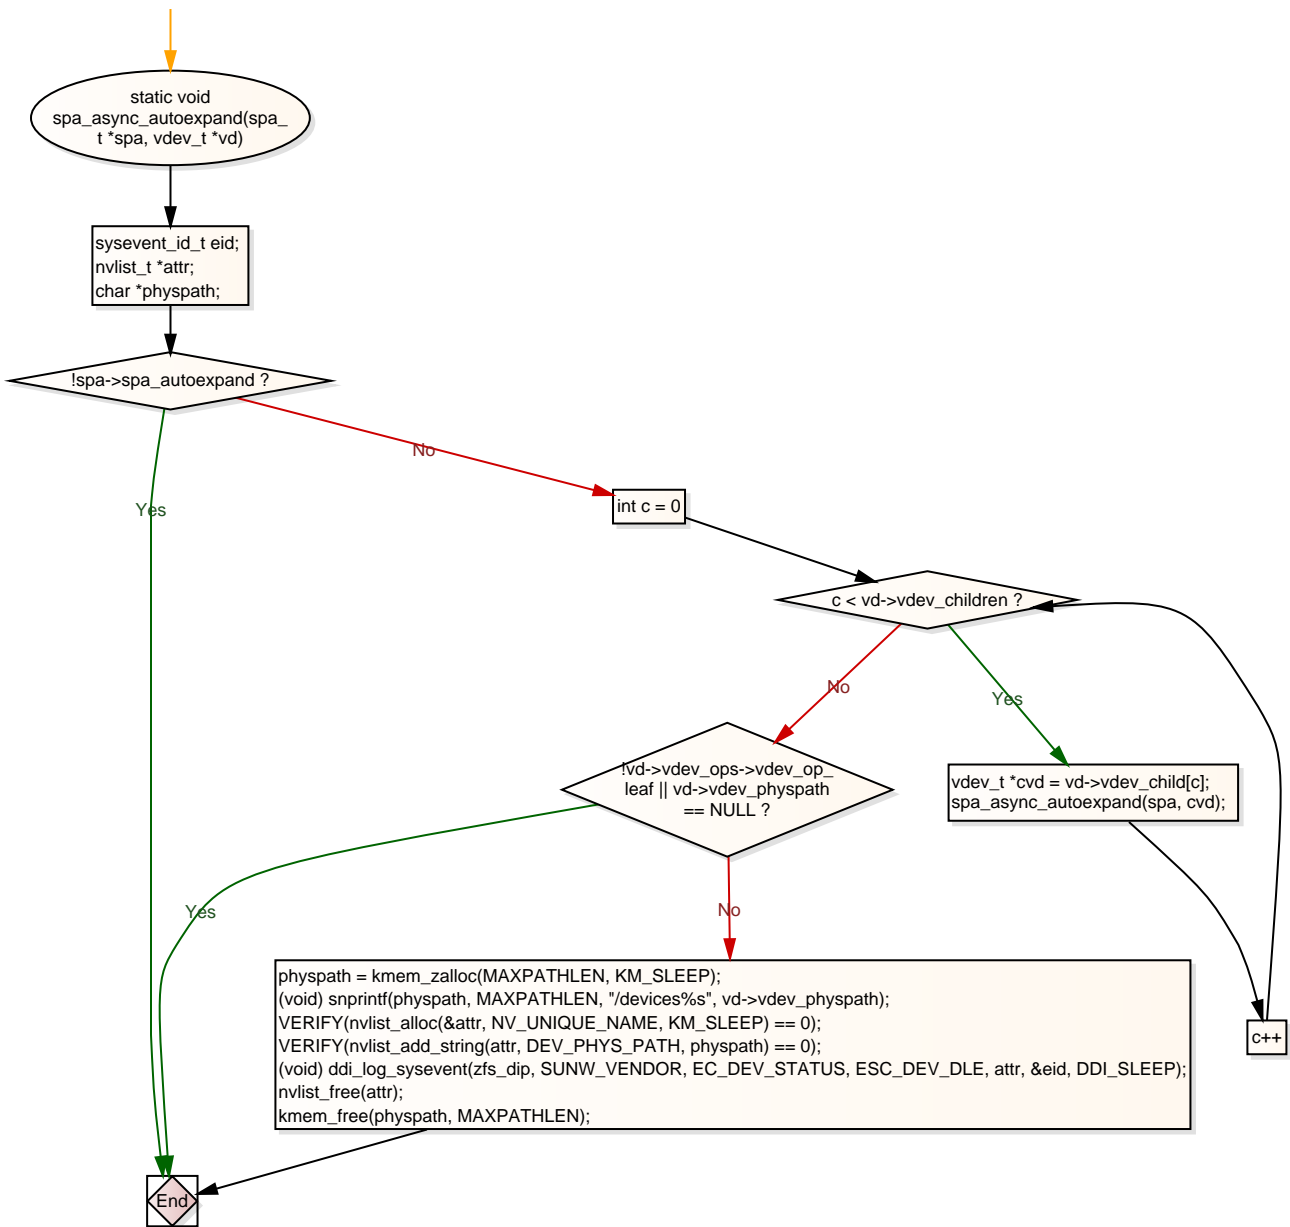 static void
spa_async_autoexpand(spa_
t *spa, vdev_t *vd)
sysevent_id_t eid;
nvlist_t *attr;
char *physpath;
!spa->spa_autoexpand ?
No
Yes
int c = 0
c < vd->vdev_children ?
No
Yes
!vd->vdev_ops->vdev_op_
leaf || vd->vdev_physpath
== NULL ?
vdev_t *cvd = vd->vdev_child[c];
spa_async_autoexpand(spa, cvd);
Yes
No
physpath = kmem_zalloc(MAXPATHLEN, KM_SLEEP);
(void) snprintf(physpath, MAXPATHLEN, "/devices%s", vd->vdev_physpath);
VERIFY(nvlist_alloc(&attr, NV_UNIQUE_NAME, KM_SLEEP) == 0);
VERIFY(nvlist_add_string(attr, DEV_PHYS_PATH, physpath) == 0);
(void) ddi_log_sysevent(zfs_dip, SUNW_VENDOR, EC_DEV_STATUS, ESC_DEV_DLE, attr, &eid, DDI_SLEEP);
nvlist_free(attr);
kmem_free(physpath, MAXPATHLEN);
c++
End